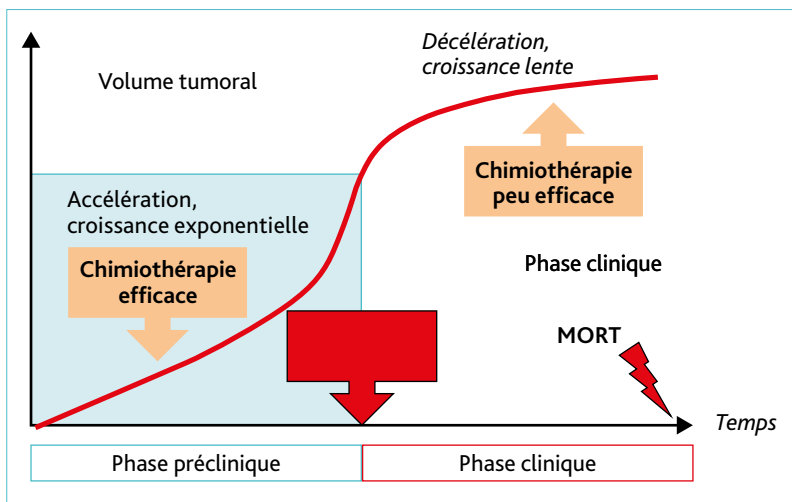 Décélération,
croissance lente
Volume tumoral
Chimiothérapie
peu efficace
Accélération,
croissance exponentielle
Chimiothérapie
efficace
Phase clinique
MORT
Temps
Phase préclinique
Phase clinique